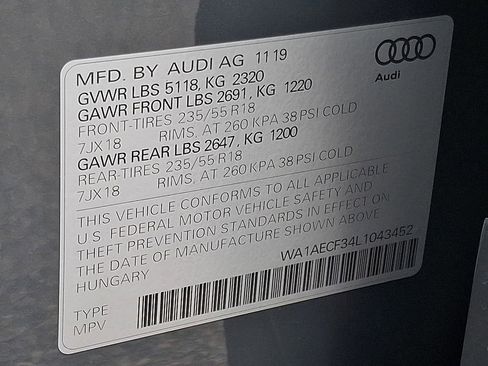 MFD. BY AUDI AG 11 19
Audi
GVWR LBS 5118, KG 2320
GAWR FRONT LBS 2691, KG 1220
FRONT-TIRES 235/55 R18
7JX18 RIMS, AT 260 KPA 38 PSI COLD
GAWR REAR LBS 2647, KG 1200
REAR-TIRES 235/55 R18
7JX18 RIMS, AT 260 KPA 38 PSI COLD
THIS VEHICLE CONFORMS TO ALL APPLICABLE
U.S FEDERAL MOTOR VEHICLE SAFETY AND
THEFT PREVENTION STANDARDS IN EFFECT ON
THE DATE OF MANUFACTURE SHOWN ABOVE
HUNGARY
WA1AECF34L1043452
TYPE
MPV